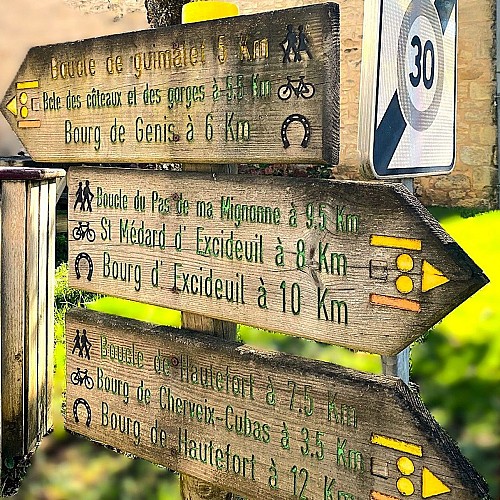 Boucle de guimalet 5 Km
Bcle des côteaux et des gorges à 5.5 Km
Bourg de Genis à 6 Km
30
Boucle du Pas de ma Mignonne à 9.5 Km
St Médard d' Excideuil à 8 Km
Bourg d' Excideuil à 10 Km
Boucle de Hautefort à 7.5 Km
Bourg de Cherveix-Cubas à 3.5 Km
Bourg de Hautefort à 12 Km